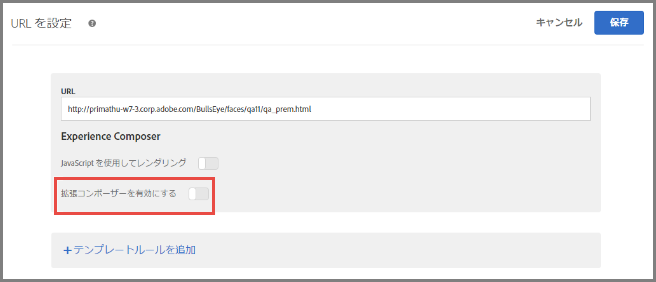 URL を設定
キャンセル
保存
URL
http://primathu-w7-3.corp.adobe.com/BullsEye/faces/qa11/qa_prem.html
Experience Composer
JavaScript を使用してレンダリング
拡張コンポーザーを有効にする
+テンプレートルールを追加